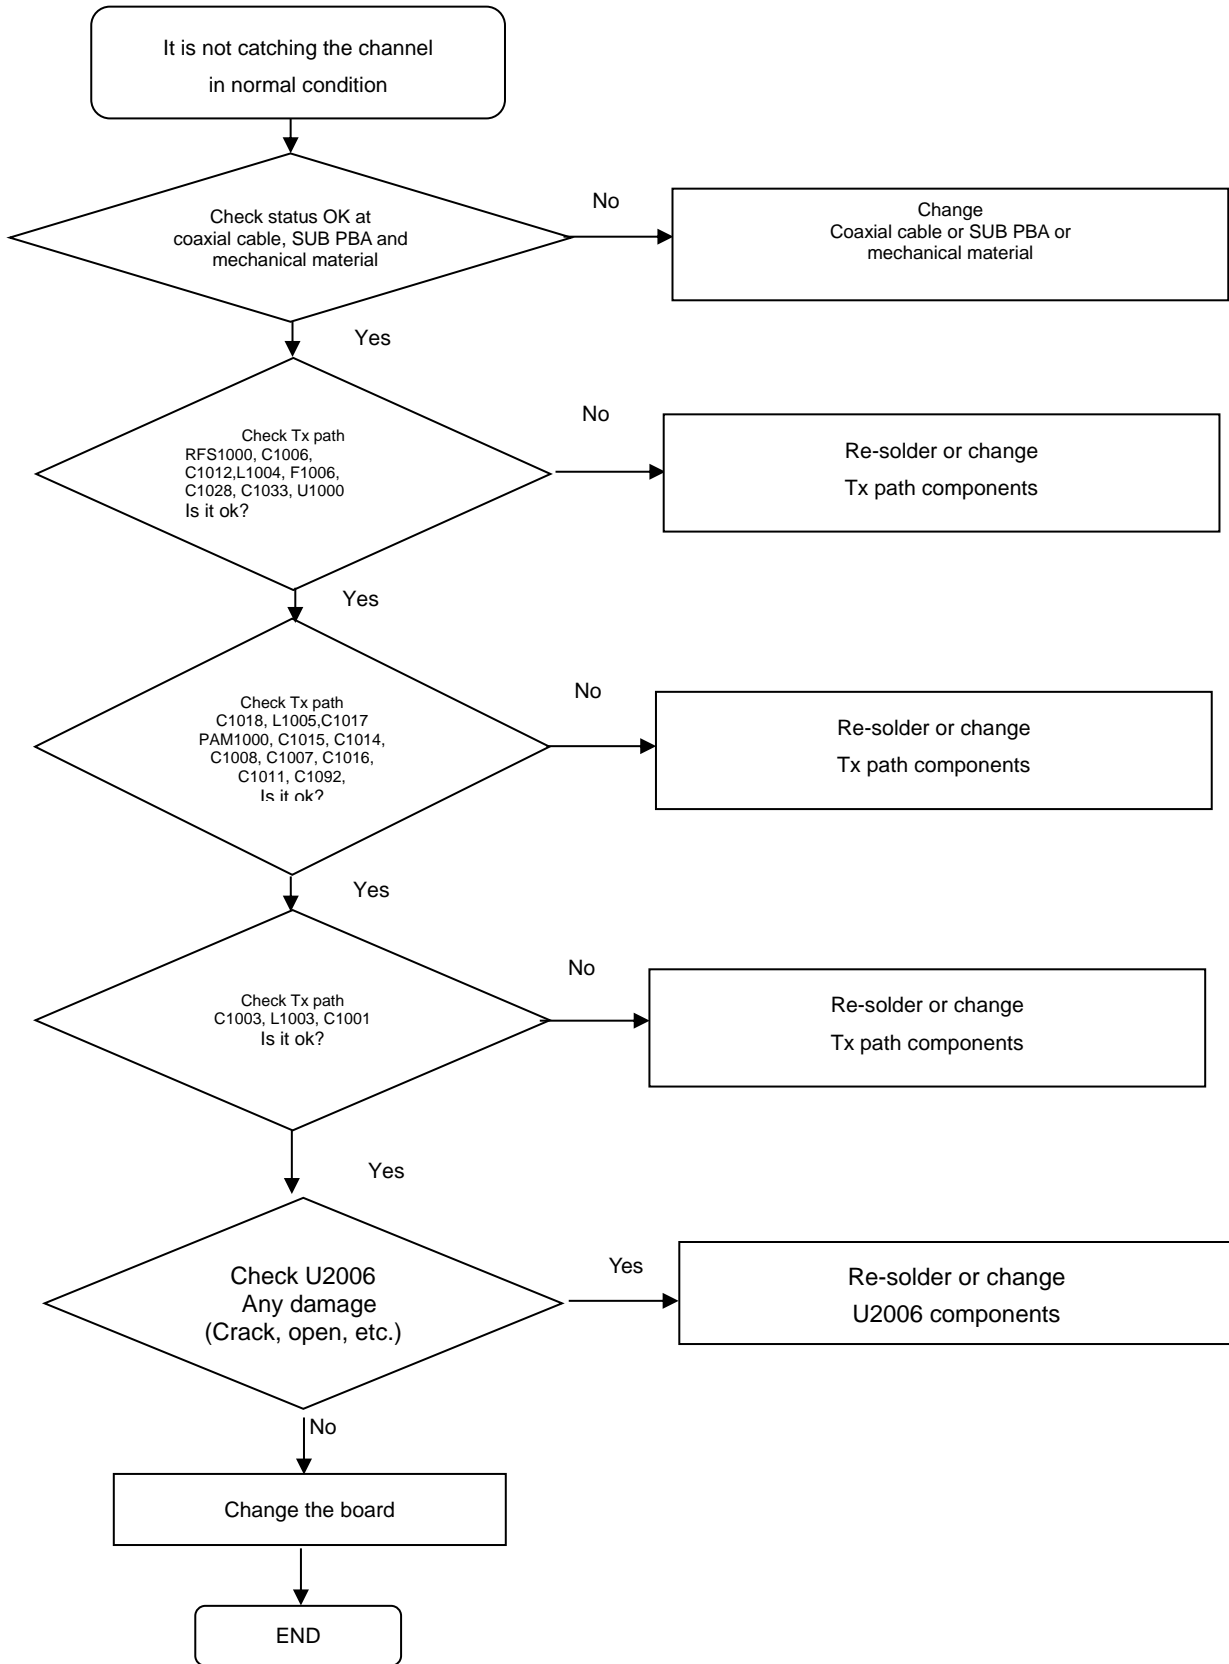 It is not catching the channel
in normal condition
Check status OK at
coaxial cable, SUB PBA and
mechanical material
No
Change
Coaxial cable or SUB PBA or
mechanical material
Yes
Check Tx path
RFS1000, C1006,
C1012,L1004, F1006,
C1028, C1033, U1000
Is it ok?
No
Re-solder or change
Tx path components
Yes
Check Tx path
C1018, L1005,C1017
PAM1000, C1015, C1014,
C1008, C1007, C1016,
C1011, C1092,
Is it ok?
No
Re-solder or change
Tx path components
Yes
Check Tx path
C1003, L1003, C1001
Is it ok?
No
Re-solder or change
Tx path components
Yes
Check U2006
Any damage
(Crack, open, etc.)
Yes
Re-solder or change
U2006 components
No
Change the board
END